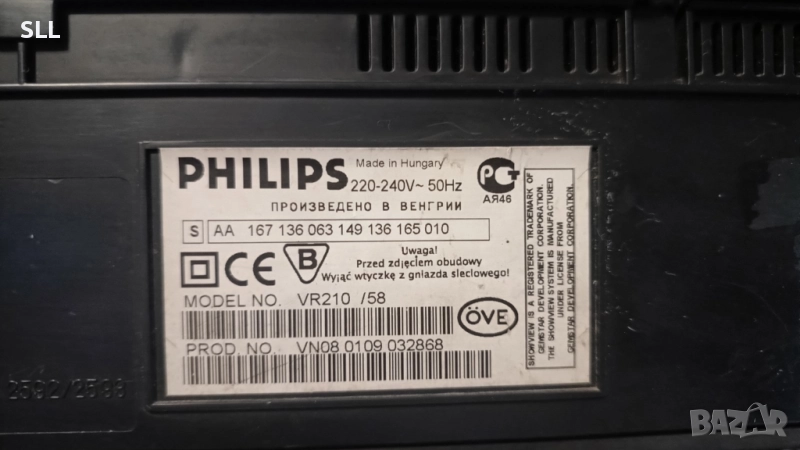 SLL
PHILIPS
Made in Hungary
220-240V~ 50Hz
АЯ46
ПРОИЗВЕДЕНО В ВЕНГРИИ
S AA 167 136 063 149 136 165 010
CE
B
Uwaga!
Przed zdjęciem obudowy
Wyjąć wtyczkę z gniazda sieciowego!
MODEL NO. VR210 /58
ÖVE
PROD. NO. VN08 0109 032868
SHOWVIEW IS A REGISTERED TRADEMARK OF
GEMSTAR DEVELOPMENT CORPORATION.
THE SHOWVIEW SYSTEM IS MANUFACTURED
UNDER LICENSE FROM
GEMSTAR DEVELOPMENT CORPORATION.
2592/2593
BAZAR